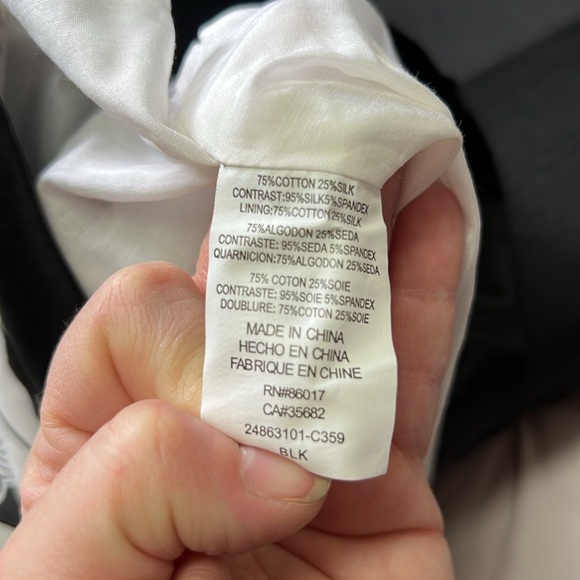 75%COTTON 25%SILK
CONTRAST:95%SILK5%SPANDEX
LINING:75%COTTON 25%SILK
75%ALGODON 25%SEDA
CONTRASTE: 95%SEDA 5%SPANDEX
QUARNICION:75%ALGODON 25%SEDA
75% COTON 25%SOIE
CONTRASTE: 95%SOIE 5%SPANDEX
DOUBLURE: 75%COTON 25%SOIE
MADE IN CHINA
HECHO EN CHINA
FABRIQUE EN CHINE
RN#86017
CA#35682
24863101-C359
BLK